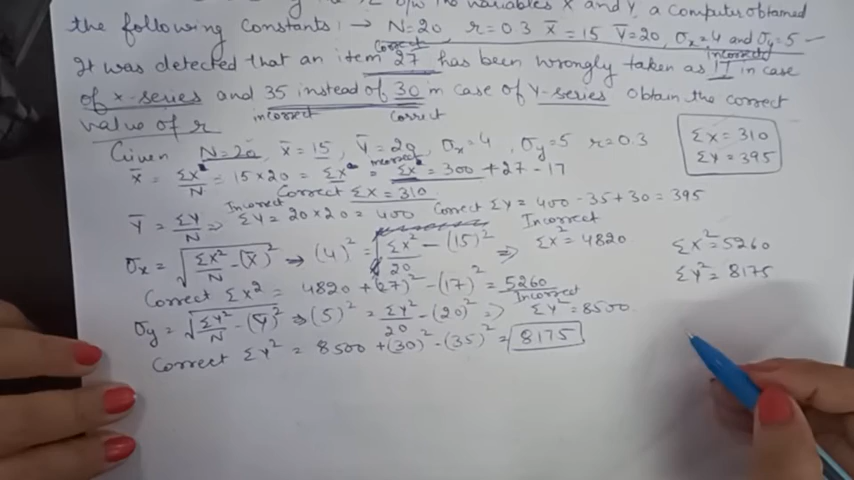 b/w the variables X and Y, a computer obtained
the following constants :→ N=20, r=0.3 X̄=15 Ȳ=20, σx=4 and σy=5
correct incorrect
It was detected that an item 27 has been wrongly taken as 17 in case
of x-series and 35 instead of 30 in case of Y-series obtain the correct
incorrect correct
value of r
Given N=20, x̄=15, Ȳ=20, σx=4, σy=5 r=0.3
ΣX=310
ΣY=395
Incorrect
X̄ = ΣX/N = 15×20 = ΣX = ΣX = 300 +27-17
Correct ΣX = 310
Incorrect
Ȳ = ΣY/N ⇒ ΣY = 20×20 = 400 Correct ΣY = 400-35+30 = 395
Incorrect
σx = √ΣX²/N - (X̄)² → (4)² = ΣX²/20 - (15)² ⇒ ΣX² = 4820
ΣX²=5260
ΣY²= 8175
Correct ΣX² = 4820 + (27)² - (17)² = 5260
Incorrect
σy = √ΣY²/N - (Ȳ)² ⇒ (5)² = ΣY²/20 - (20)² ⇒ ΣY² = 8500
Correct ΣY² = 8500 + (30)² - (35)² = 8175